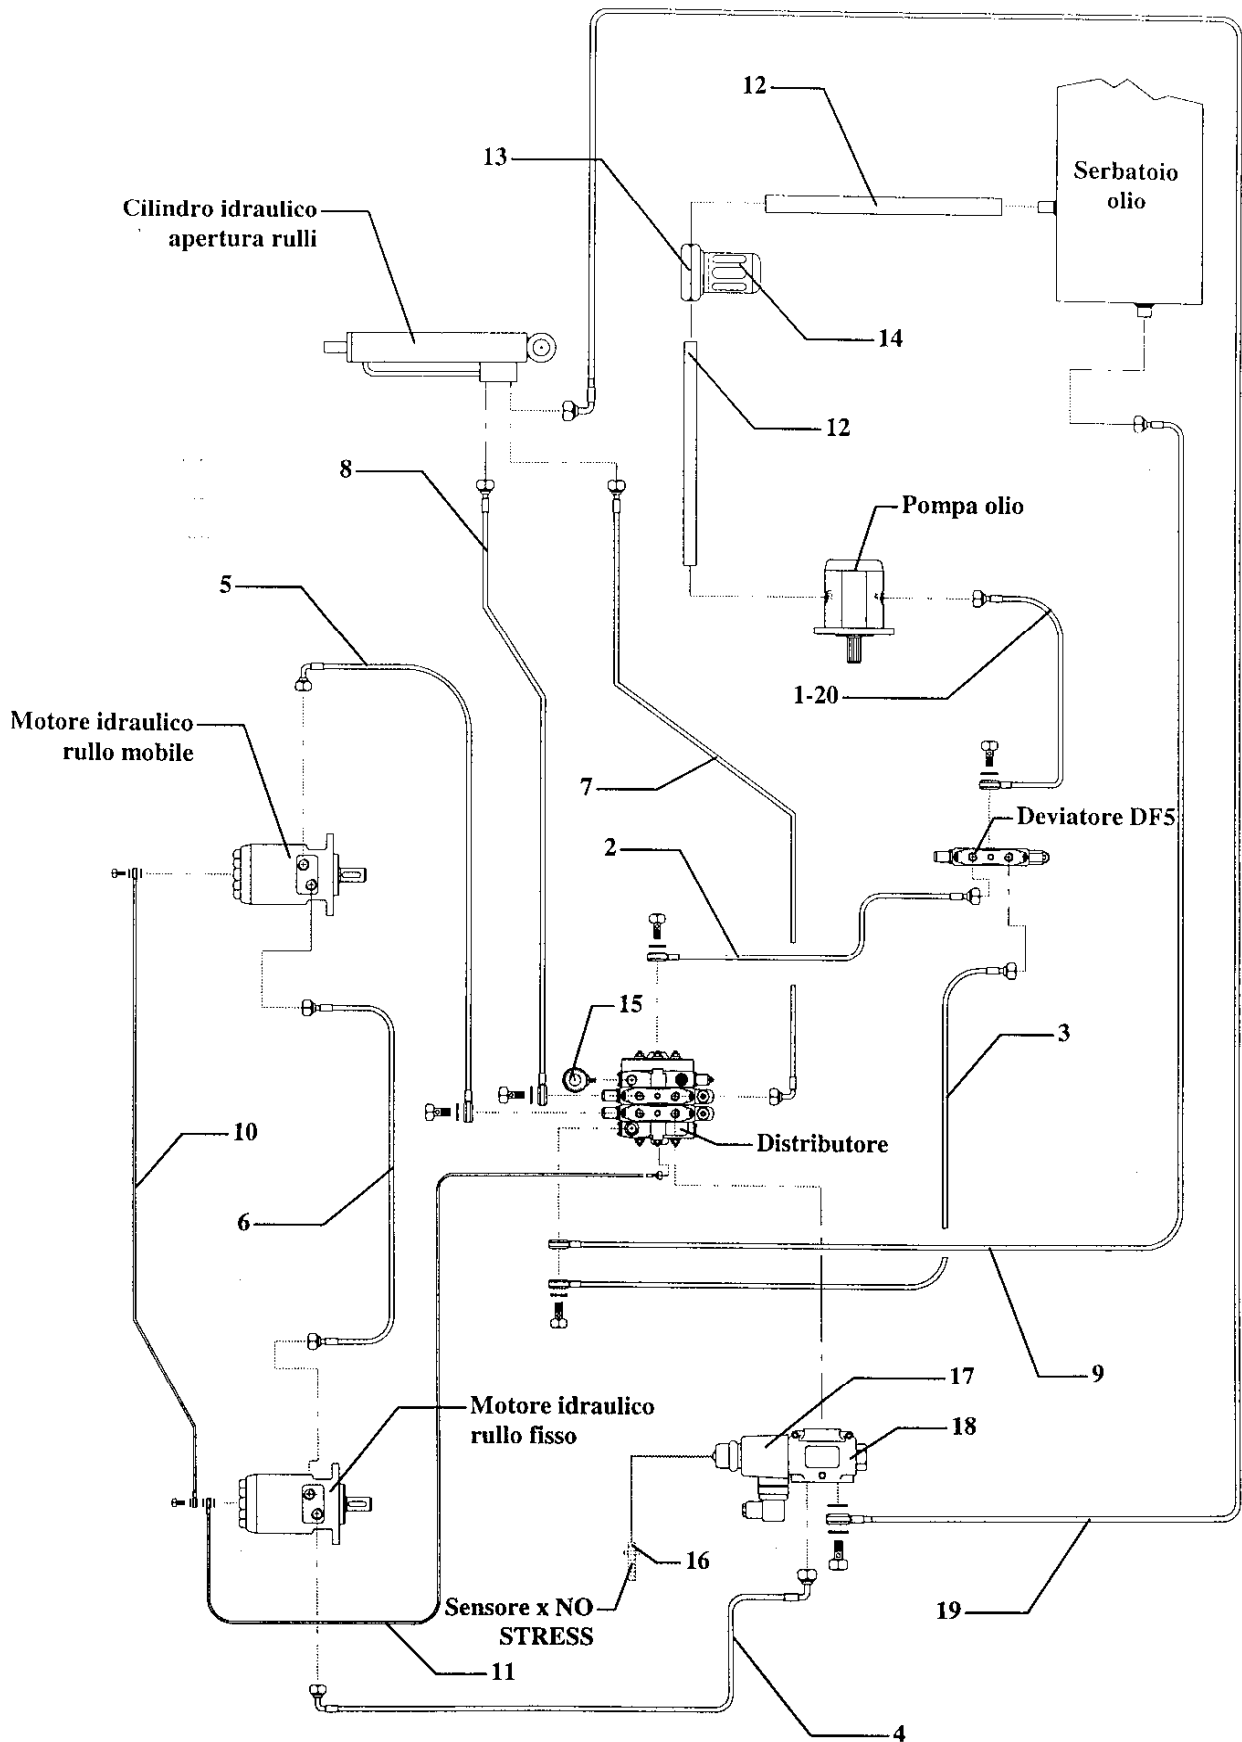 12
13
Serbatoio
olio
Cilindro idraulico
apertura rulli
14
12
8
Pompa olio
5
1-20
Motore idraulico
rullo mobile
7
Deviatore DF5
2
15
3
10
Distributore
6
9
17
Motore idraulico
rullo fisso
18
16
Sensore x NO
STRESS
19
11
4